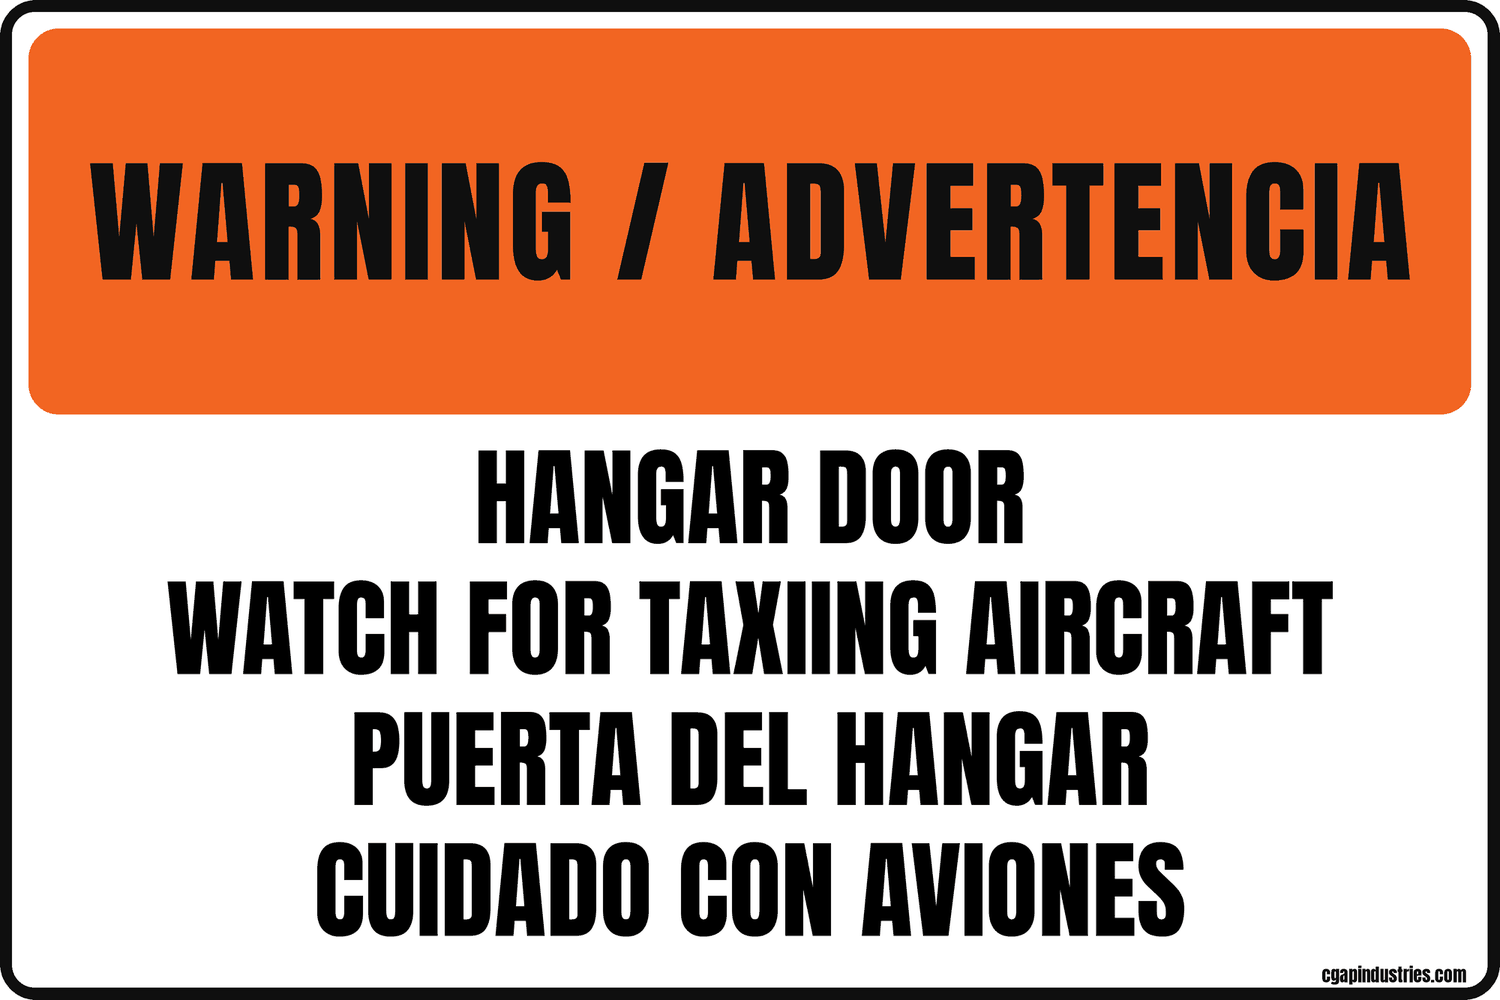 WARNING / ADVERTENCIA
HANGAR DOOR
WATCH FOR TAXIING AIRCRAFT
PUERTA DEL HANGAR
CUIDADO CON AVIONES
cgapindustries.com